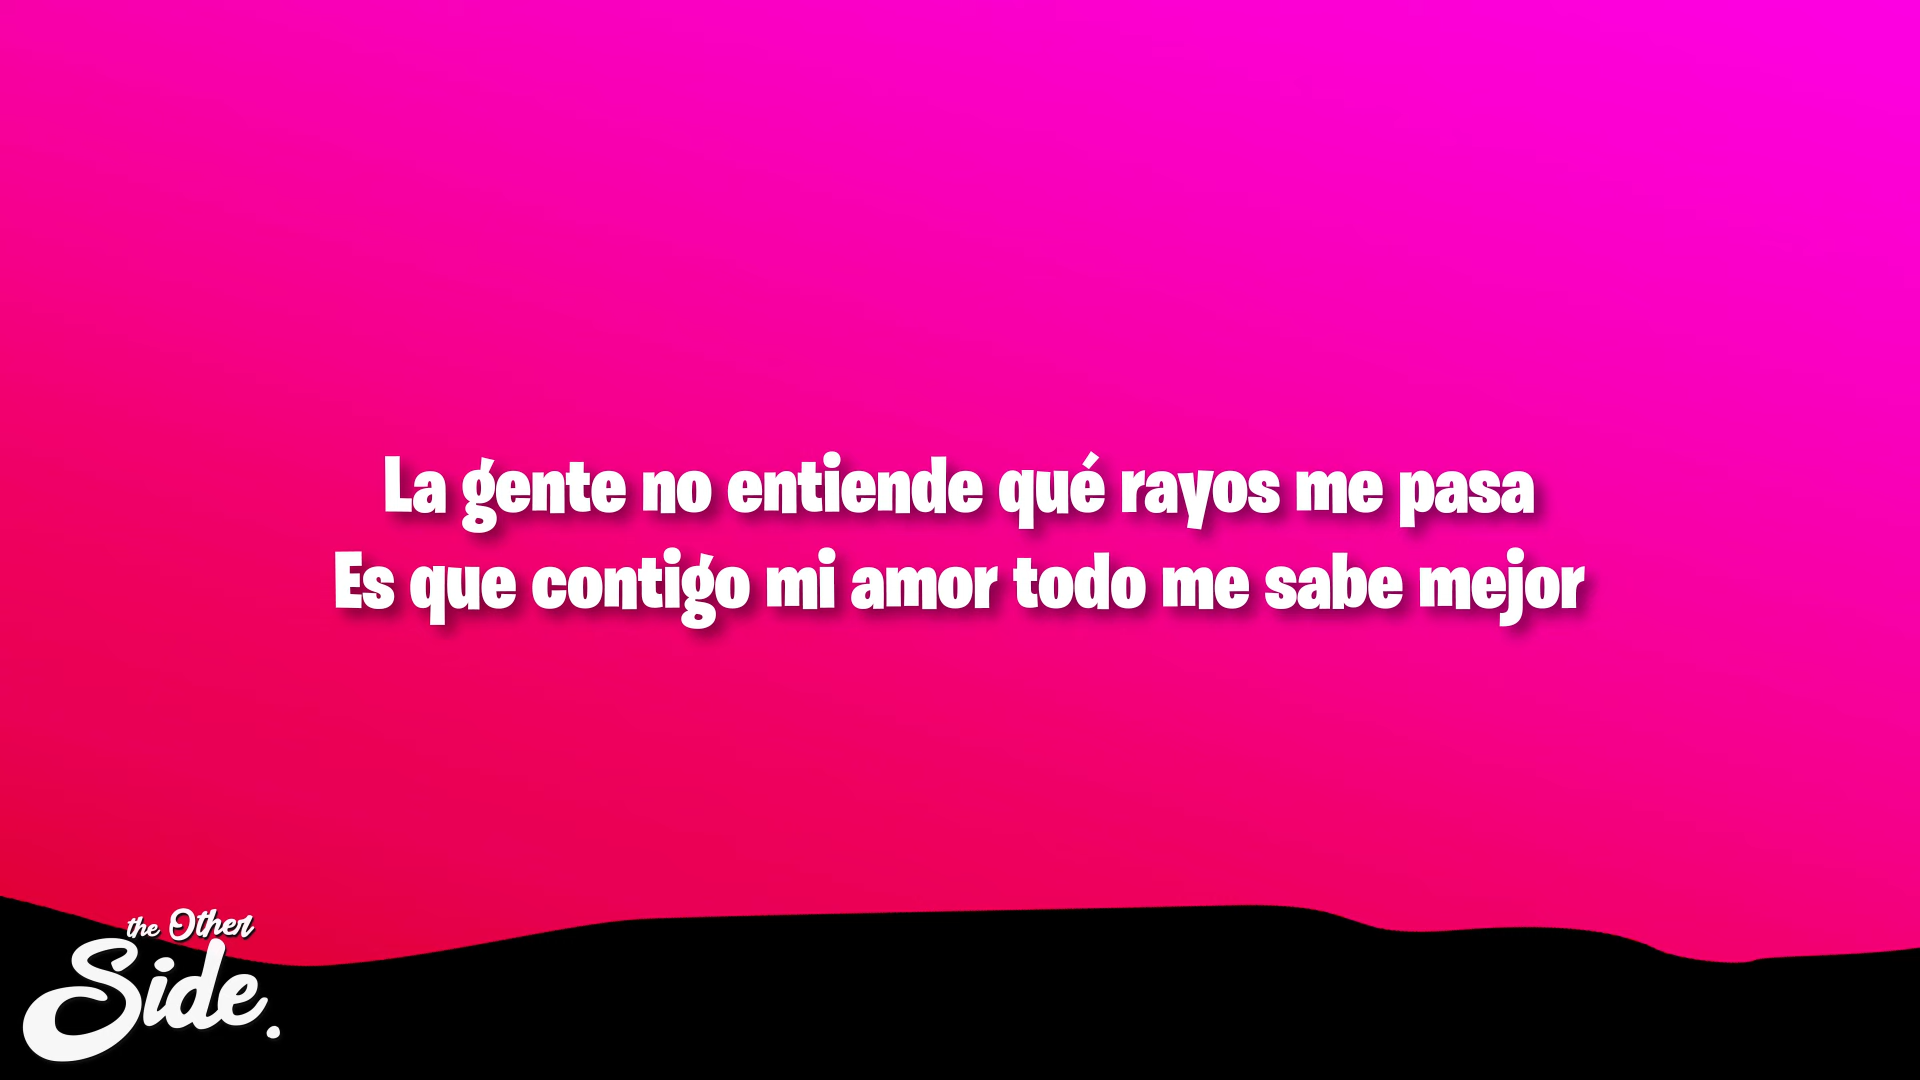 La gente no entiende qué rayos me pasa
Es que contigo mi amor todo me sabe mejor
the Other
Side.